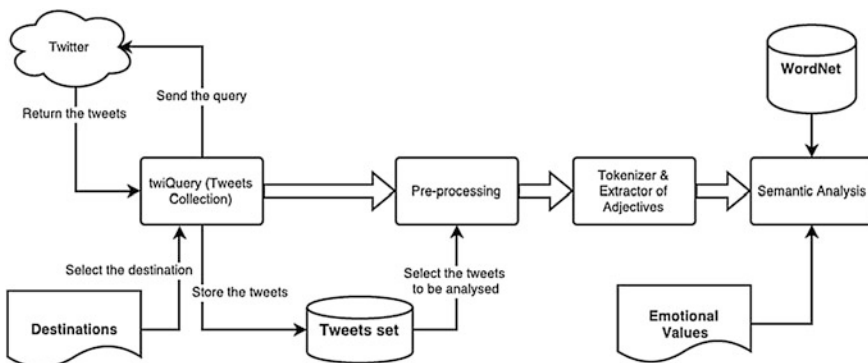 Twitter
Send the query
Return the tweets
WordNet
twiQuery (Tweets
Collection)
Pre-processing
Tokenizer &
Extractor of
Adjectives
Semantic Analysis
Select the destination
Store the tweets
Select the tweets
to be analysed
Destinations
Tweets set
Emotional
Values